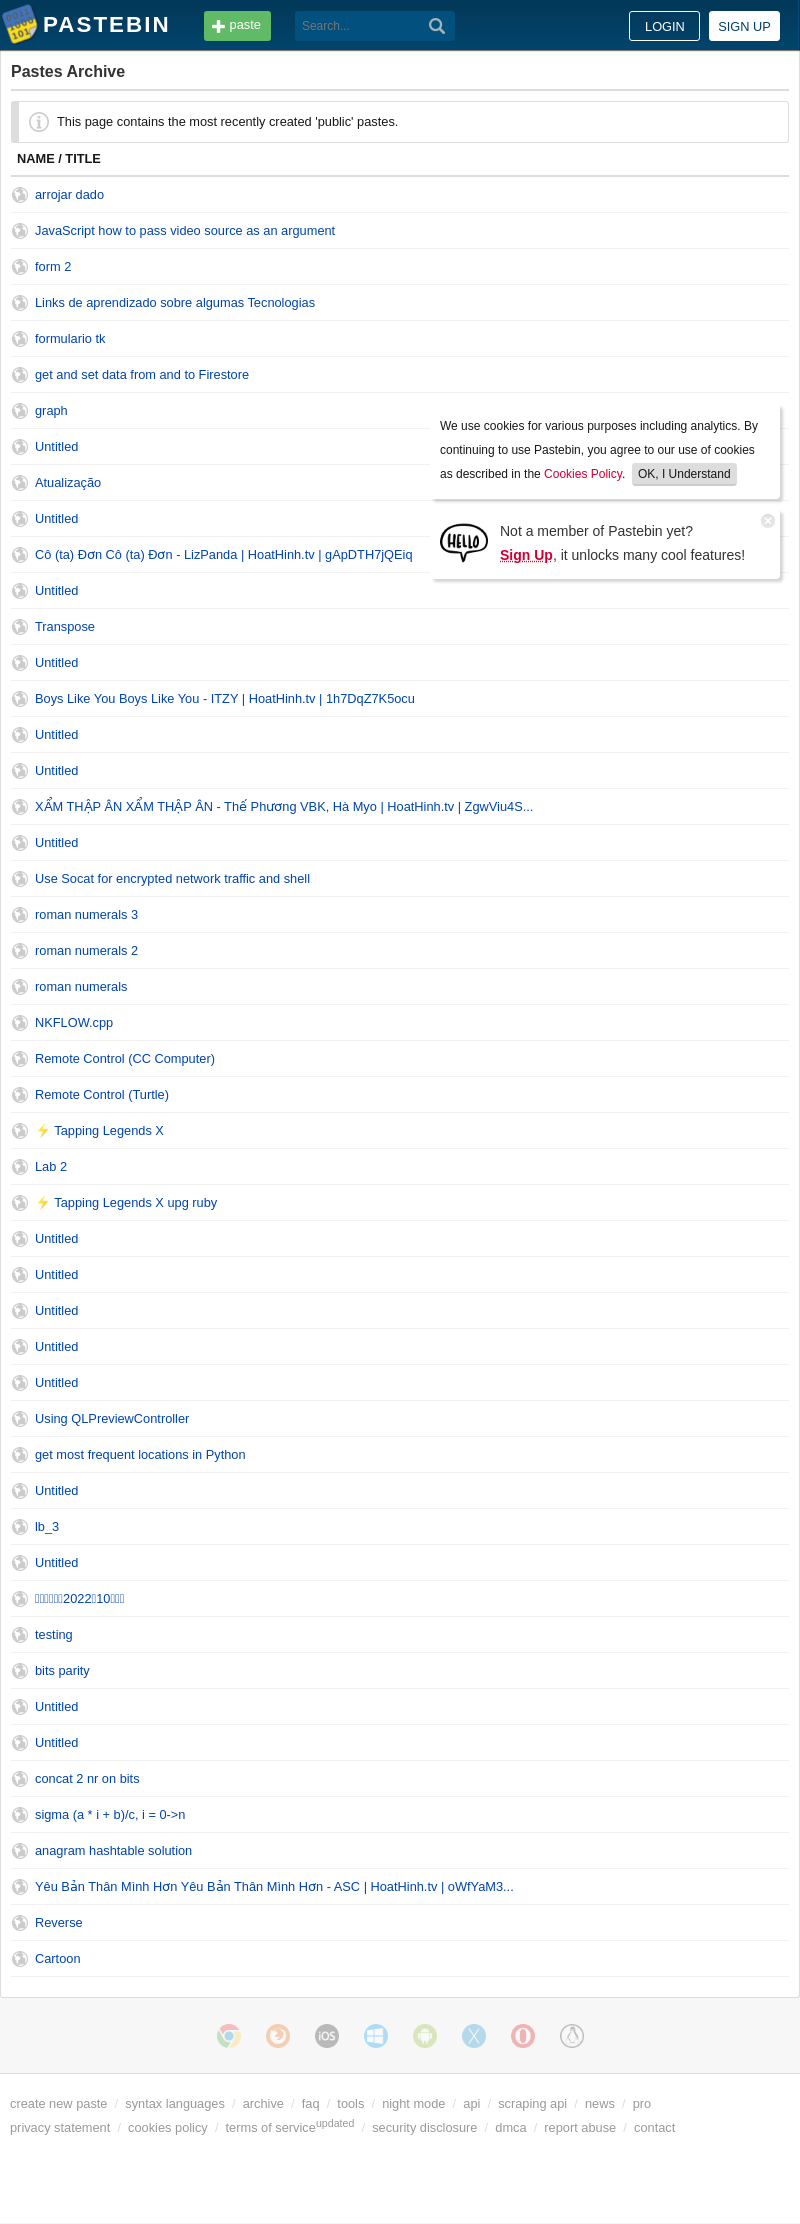 PASTEBIN
paste
Search...
LOGIN
SIGN UP
Pastes Archive
This page contains the most recently created 'public' pastes.
NAME / TITLE
arrojar dado
JavaScript how to pass video source as an argument
form 2
Links de aprendizado sobre algumas Tecnologias
formulario tk
get and set data from and to Firestore
graph
Untitled
Atualização
Untitled
Cô (ta) Đơn Cô (ta) Đơn - LizPanda | HoatHinh.tv | gApDTH7jQEiq
We use cookies for various purposes including analytics. By
continuing to use Pastebin, you agree to our use of cookies
as described in the Cookies Policy. OK, I Understand
HELLO
Not a member of Pastebin yet?
Sign Up, it unlocks many cool features!
Untitled
Transpose
Untitled
Boys Like You Boys Like You - ITZY | HoatHinh.tv | 1h7DqZ7K5ocu
Untitled
Untitled
XẨM THẬP ÂN XẨM THẬP ÂN - Thế Phương VBK, Hà Myo | HoatHinh.tv | ZgwViu4S...
Untitled
Use Socat for encrypted network traffic and shell
roman numerals 3
roman numerals 2
roman numerals
NKFLOW.cpp
Remote Control (CC Computer)
Remote Control (Turtle)
⚡ Tapping Legends X
Lab 2
⚡ Tapping Legends X upg ruby
Untitled
Untitled
Untitled
Untitled
Untitled
Using QLPreviewController
get most frequent locations in Python
Untitled
lb_3
Untitled
2022 10
testing
bits parity
Untitled
Untitled
concat 2 nr on bits
sigma (a * i + b)/c, i = 0->n
anagram hashtable solution
Yêu Bản Thân Mình Hơn Yêu Bản Thân Mình Hơn - ASC | HoatHinh.tv | oWfYaM3...
Reverse
Cartoon
iOS
create new paste / syntax languages / archive / faq / tools / night mode / api / scraping api / news / pro
privacy statement / cookies policy / terms of service updated / security disclosure / dmca / report abuse / contact